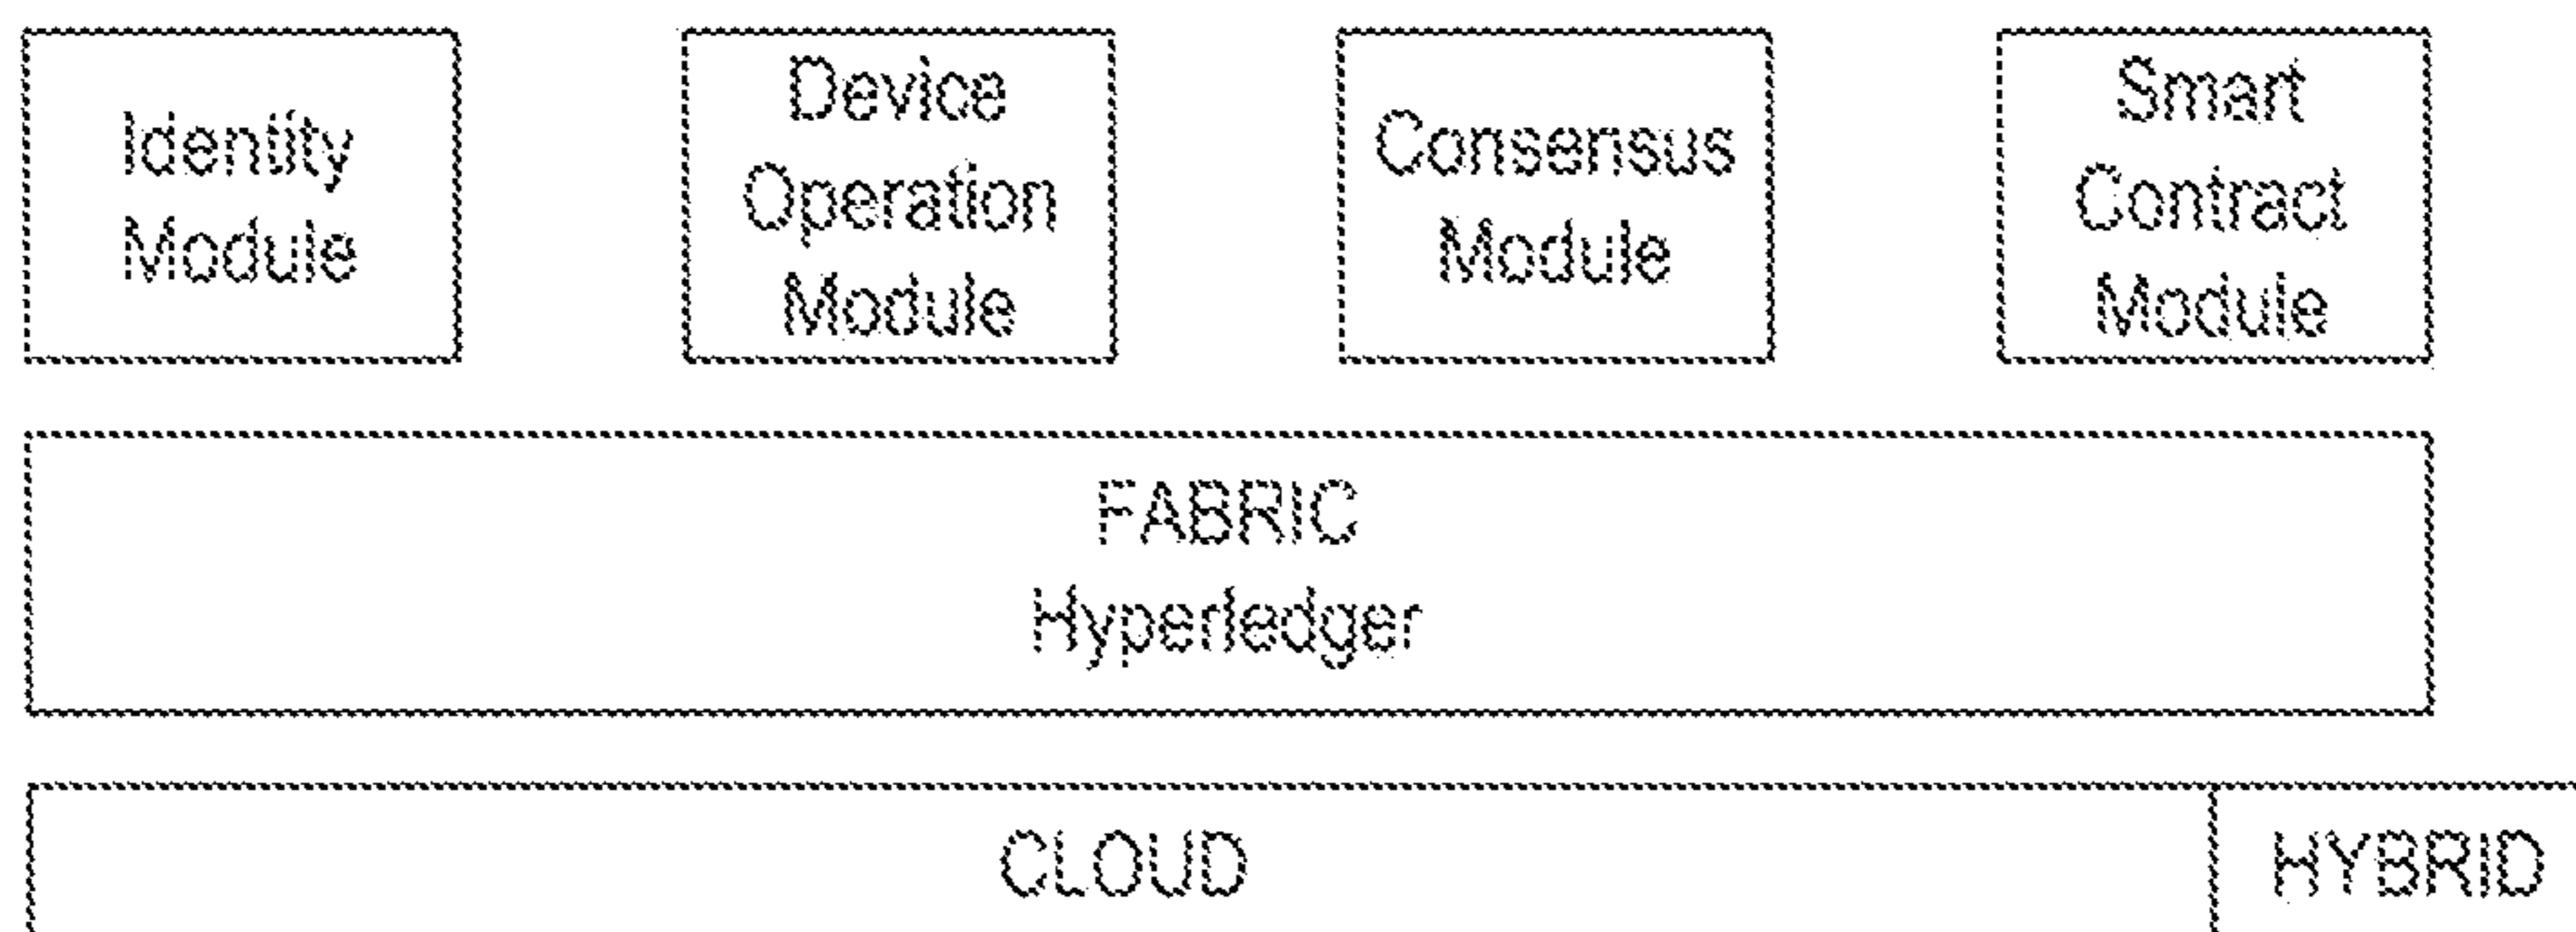 Identity
Module
Device
Operation
Module
Consensus
Module
Smart
Contract
Module
FABRIC
Hyperledger
CLOUD
HYBRID